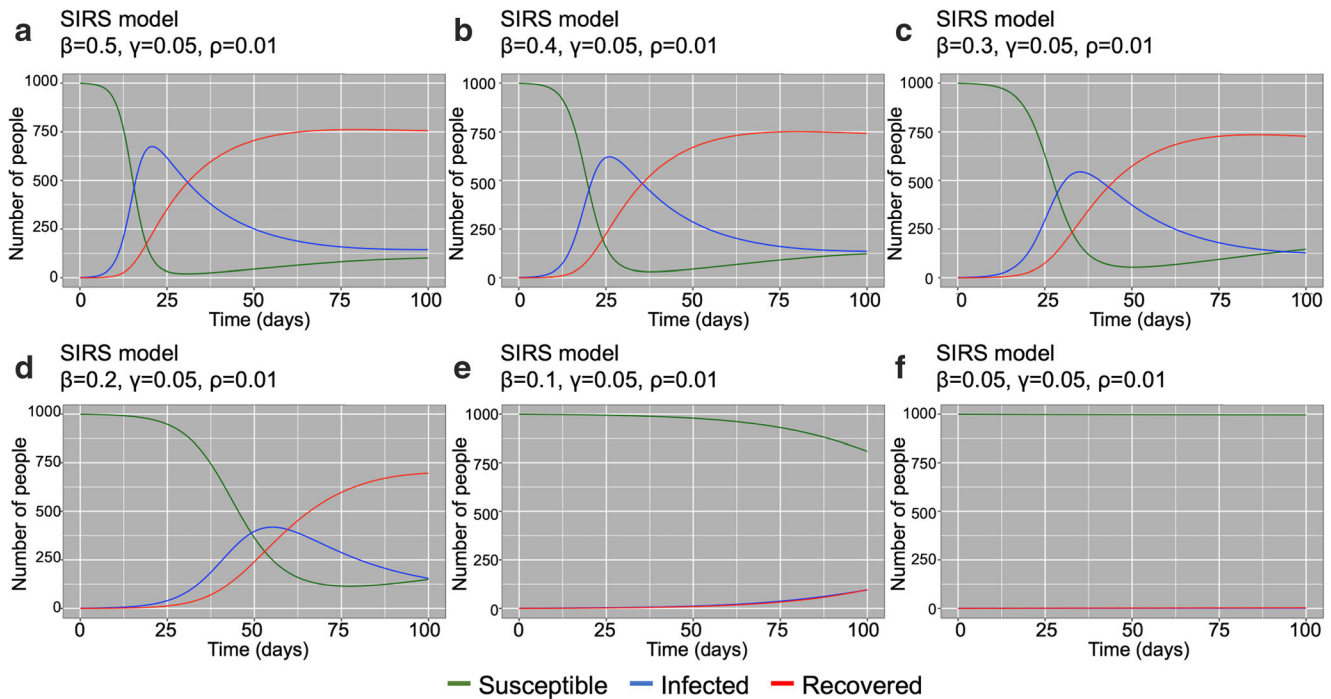 a SIRS model
β=0.5, γ=0.05, ρ=0.01
1000
750
500
250
0
Number of people
0 25 50 75 100
Time (days)
b SIRS model
β=0.4, γ=0.05, ρ=0.01
1000
750
500
250
0
Number of people
0 25 50 75 100
Time (days)
c SIRS model
β=0.3, γ=0.05, ρ=0.01
1000
750
500
250
0
Number of people
0 25 50 75 100
Time (days)
d SIRS model
β=0.2, γ=0.05, ρ=0.01
1000
750
500
250
0
Number of people
0 25 50 75 100
Time (days)
e SIRS model
β=0.1, γ=0.05, ρ=0.01
1000
750
500
250
0
Number of people
0 25 50 75 100
Time (days)
f SIRS model
β=0.05, γ=0.05, ρ=0.01
1000
750
500
250
0
Number of people
0 25 50 75 100
Time (days)
Susceptible Infected Recovered